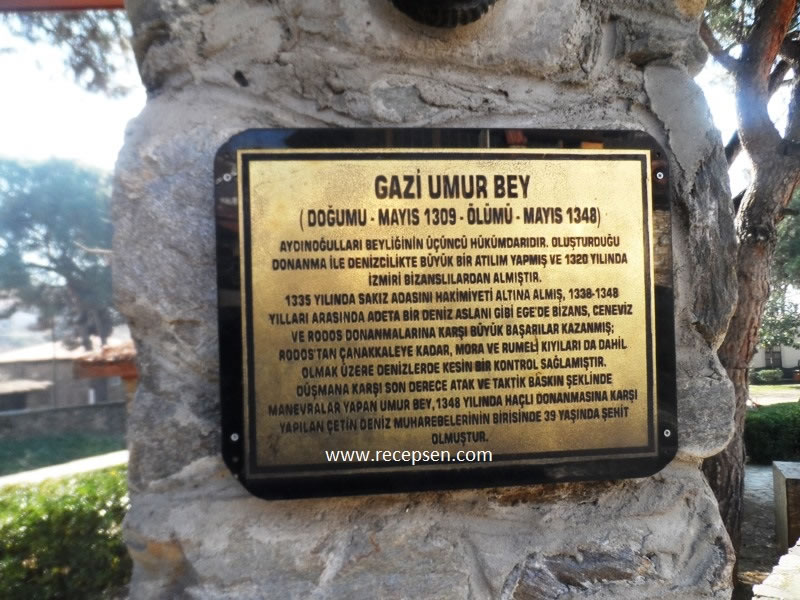 GAZİ UMUR BEY
(DOĞUMU - MAYIS 1309 - ÖLÜMÜ - MAYIS 1348)
AYDINOĞULLARI BEYLİĞİNİN ÜÇÜNCÜ HÜKÜMDARIDIR. OLUŞTURDUĞU
DONANMA İLE DENİZCİLİKTE BÜYÜK BİR ATILIM YAPMIŞ VE 1320 YILINDA
İZMİRİ BİZANSLILARDAN ALMIŞTIR.
1335 YILINDA SAKIZ ADASINI HAKİMİYETİ ALTINA ALMIŞ, 1338-1348
YILLARI ARASINDA ADETA BİR DENİZ ASLANI GİBİ EGE'DE BİZANS, CENEVİZ
VE RODOS DONANMALARINA KARŞI BÜYÜK BAŞARILAR KAZANMIŞ;
RODOS'TAN ÇANAKKALEYE KADAR, MORA VE RUMELİ KIYILARI DA DAHİL
OLMAK ÜZERE DENİZLERDE KESİN BİR KONTROL SAĞLAMIŞTIR.
DÜŞMANA KARŞI SON DERECE ATAK VE TAKTİK BASKIN ŞEKLİNDE
MANEVRALAR YAPAN UMUR BEY, 1348 YILINDA HAÇLI DONANMASINA KARŞI
YAPILAN ÇETİN DENİZ MUHAREBELERİNİN BİRİSİNDE 39 YAŞINDA ŞEHİT
OLMUŞTUR.
www.recepsen.com